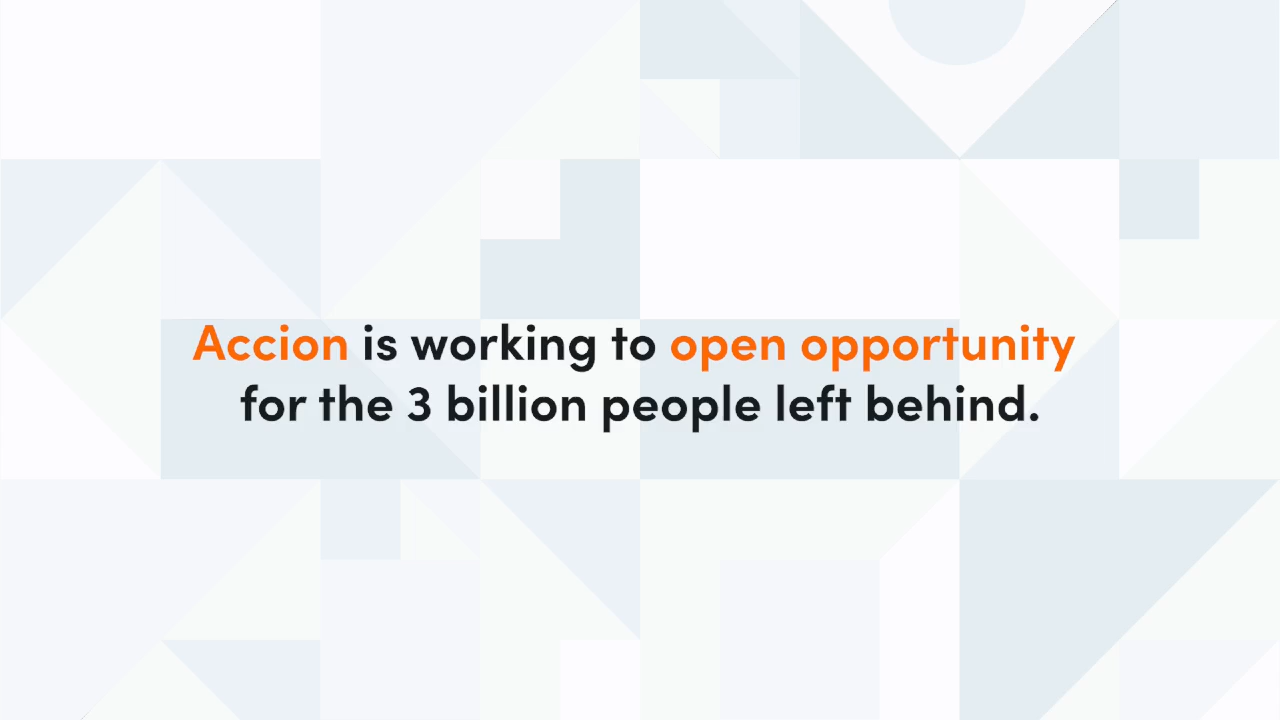 Accion is working to open opportunity
for the 3 billion people left behind.